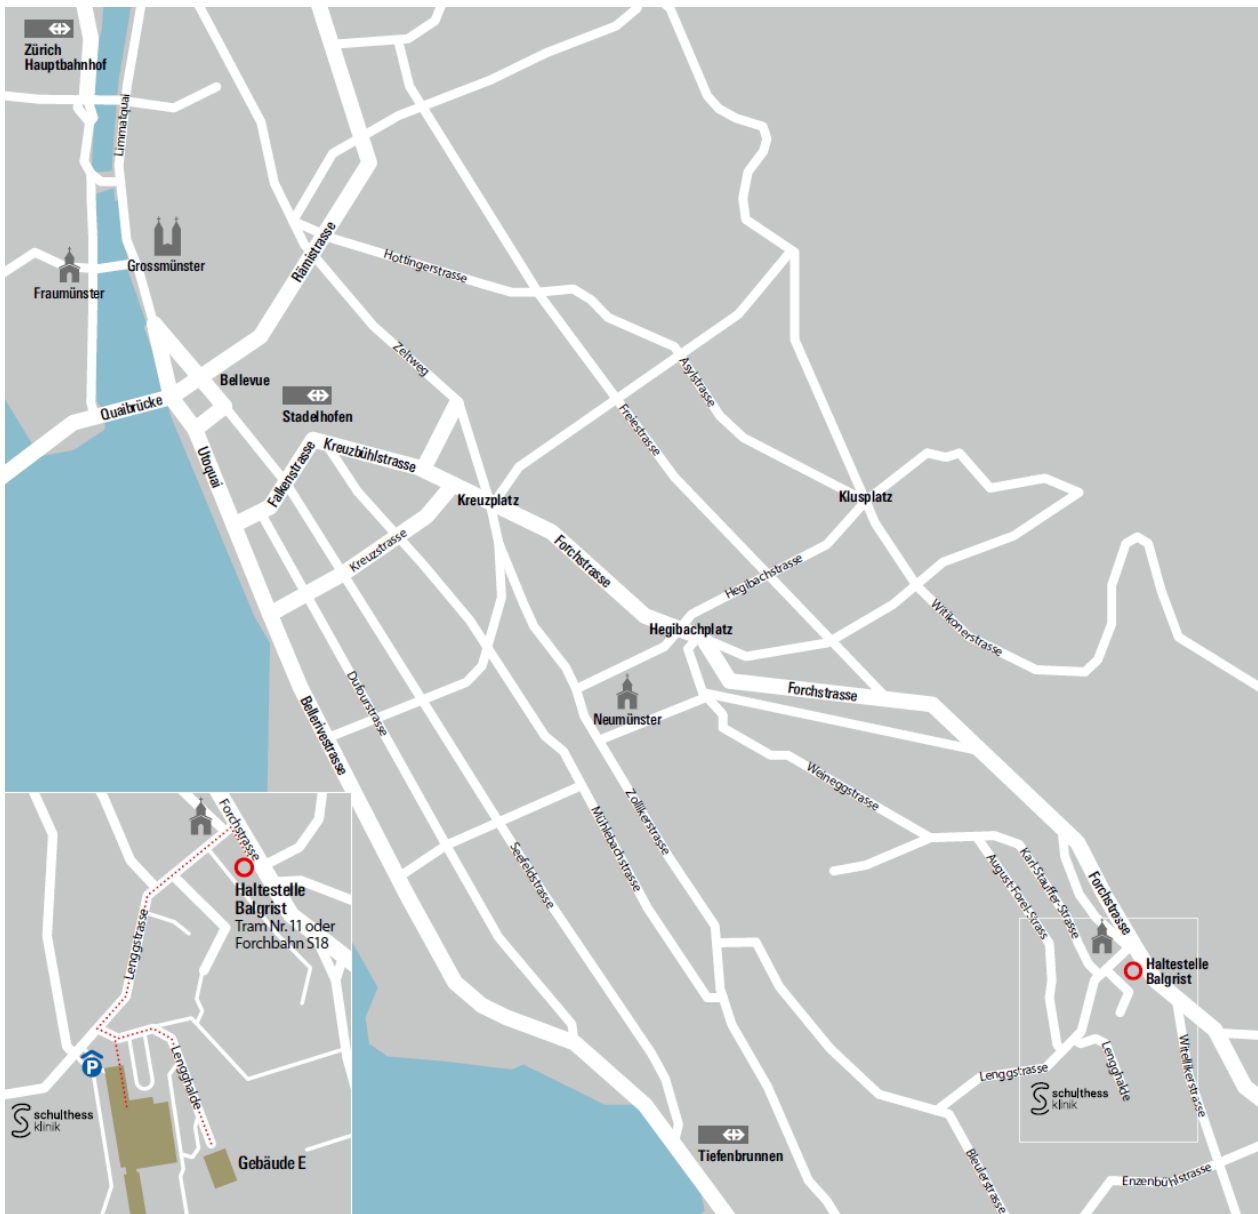 Zürich
Hauptbahnhof
Limmatquai
Grossmünster
Fraumünster
Rämistrasse
Hottingerstrasse
Zeltweg
Bellevue
Quaibrücke
Stadelhofen
Asylstrasse
Freiestrasse
Utoquai
Falkenstrasse
Kreuzbühlstrasse
Kreuzplatz
Klusplatz
Kreuzstrasse
Forchstrasse
Hegibachstrasse
Hegibachplatz
Witikonerstrasse
Dufourstrasse
Bellerivestrasse
Neumünster
Forchstrasse
Weineggstrasse
Zollikerstrasse
Mühlebachstrasse
Seefeldstrasse
August-Forel-Strass
Karl-Stauffer-Strasse
Forchstrasse
Haltestelle
Balgrist
Lenggstrasse
Lengghalde
Witellikerstrasse
schulthess
klinik
Tiefenbrunnen
Bleulerstrasse
Enzenbühlstrasse
Forchstrasse
Haltestelle
Balgrist
Tram Nr. 11 oder
Forchbahn S18
Lenggstrasse
P
Lengghalde
schulthess
klinik
Gebäude E